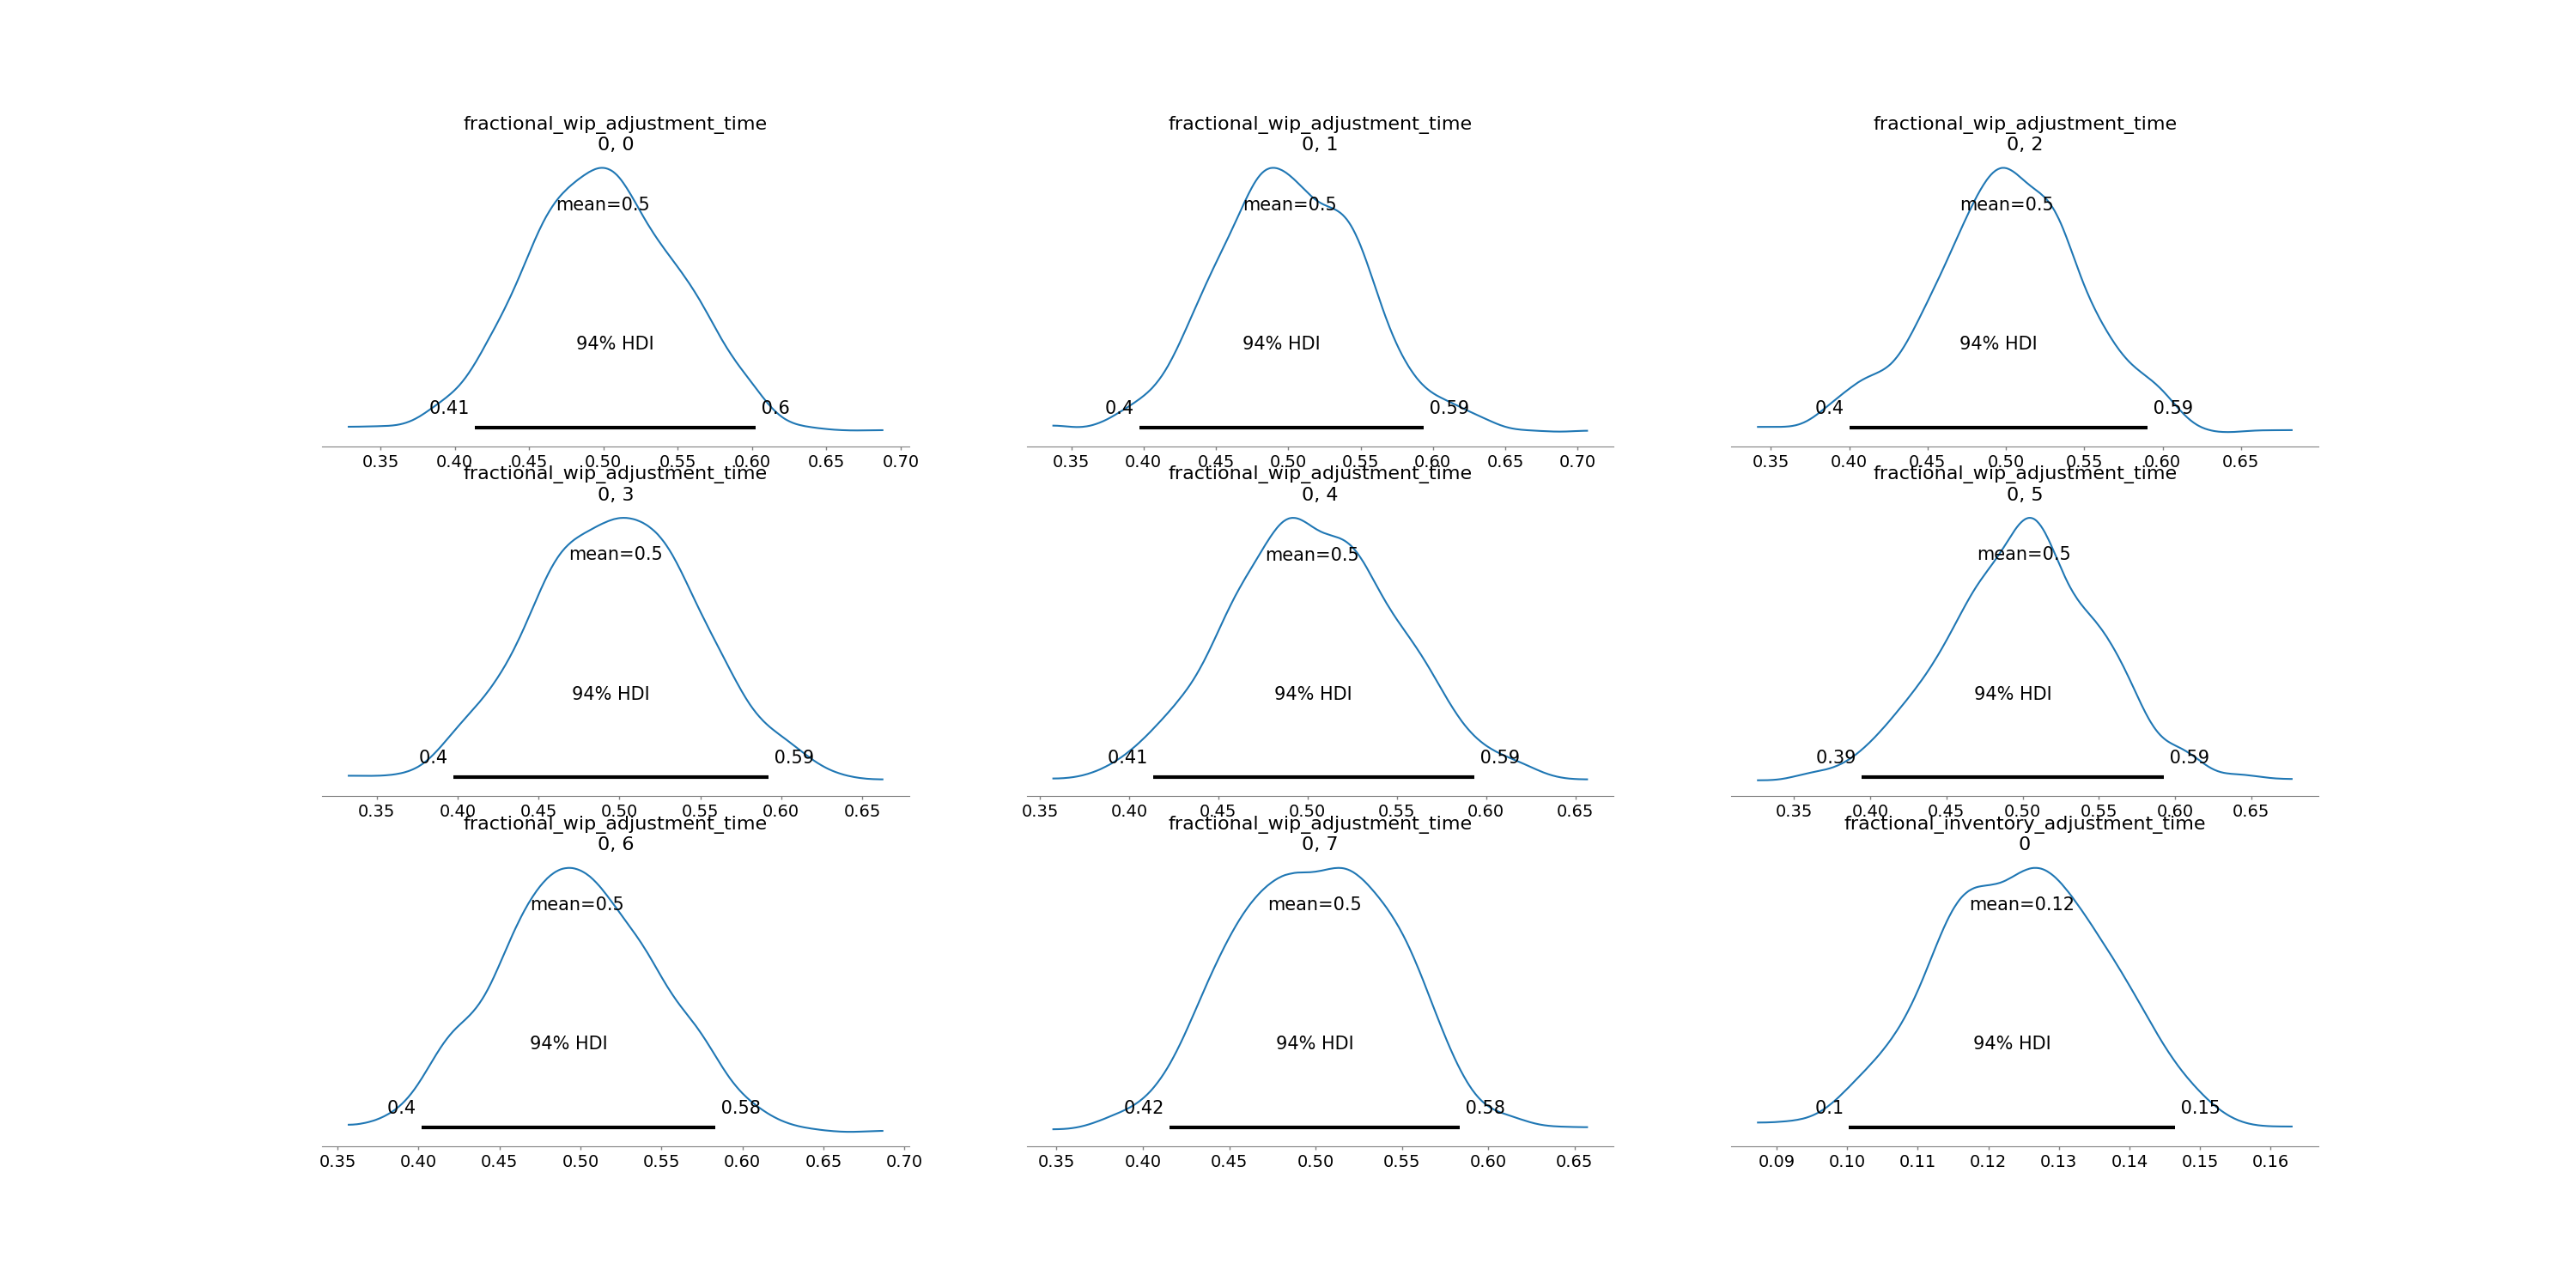 fractional_wip_adjustment_time
0, 0
mean=0.5
94% HDI
0.41 0.6
0.35 0.40 0.45 0.50 0.55 0.60 0.65 0.70
fractional_wip_adjustment_time
0, 1
mean=0.5
94% HDI
0.4 0.59
0.35 0.40 0.45 0.50 0.55 0.60 0.65 0.70
fractional_wip_adjustment_time
0, 2
mean=0.5
94% HDI
0.4 0.59
0.35 0.40 0.45 0.50 0.55 0.60 0.65
fractional_wip_adjustment_time
0, 3
mean=0.5
94% HDI
0.4 0.59
0.35 0.40 0.45 0.50 0.55 0.60 0.65
fractional_wip_adjustment_time
0, 4
mean=0.5
94% HDI
0.41 0.59
0.35 0.40 0.45 0.50 0.55 0.60 0.65
fractional_wip_adjustment_time
0, 5
mean=0.5
94% HDI
0.39 0.59
0.35 0.40 0.45 0.50 0.55 0.60 0.65
fractional_wip_adjustment_time
0, 6
mean=0.5
94% HDI
0.4 0.58
0.35 0.40 0.45 0.50 0.55 0.60 0.65 0.70
fractional_wip_adjustment_time
0, 7
mean=0.5
94% HDI
0.42 0.58
0.35 0.40 0.45 0.50 0.55 0.60 0.65
fractional_inventory_adjustment_time
0
mean=0.12
94% HDI
0.1 0.15
0.09 0.10 0.11 0.12 0.13 0.14 0.15 0.16